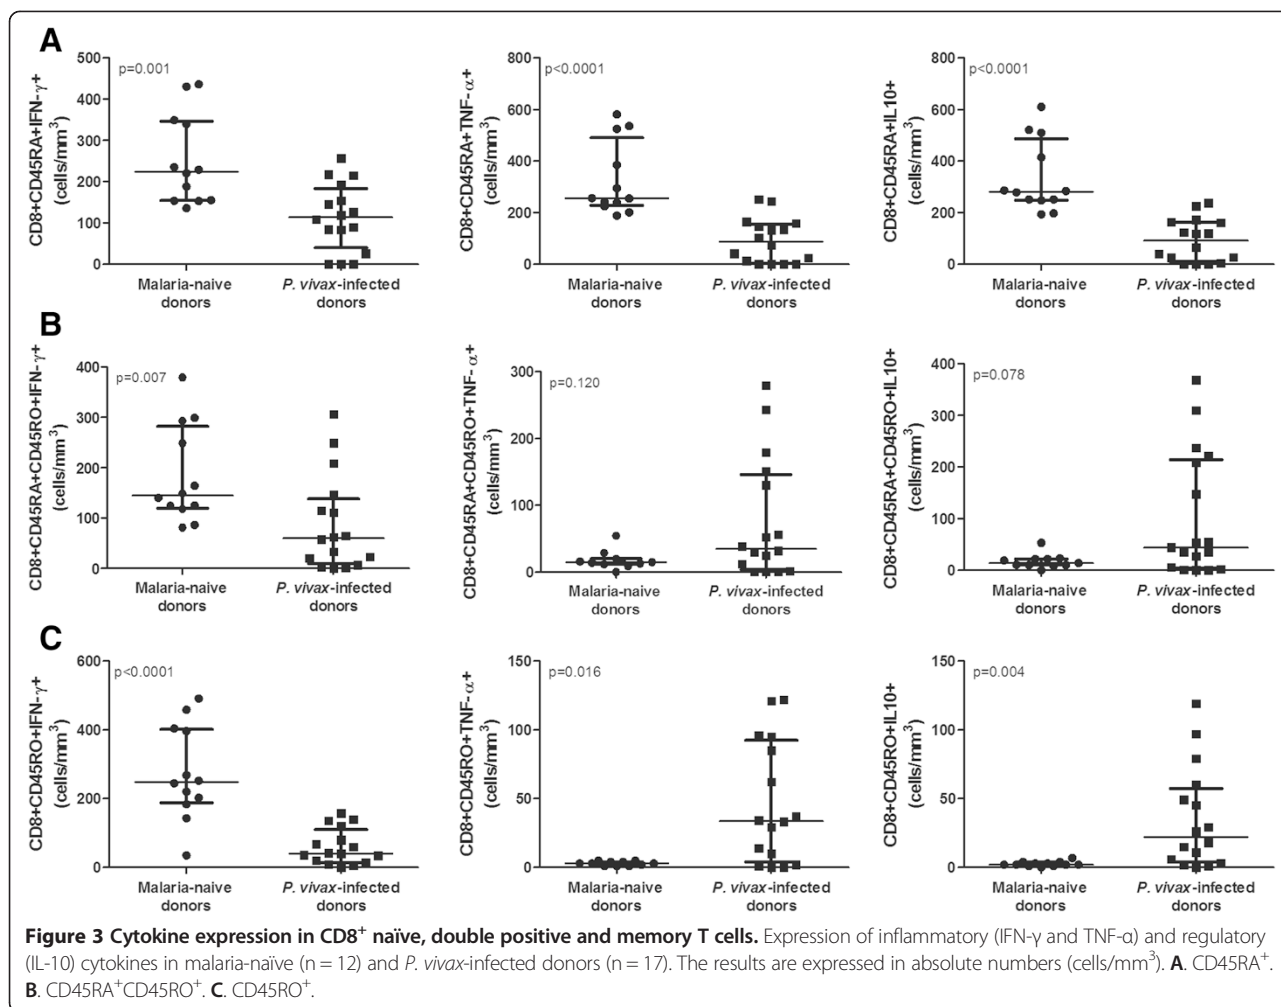 A
CD8+CD45RA+IFN-γ+
(cells/mm³)
500
400
300
200
100
0
p=0.001
Malaria-naive
donors
P. vivax-infected
donors
CD8+CD45RA+TNF-α+
(cells/mm³)
800
600
400
200
0
p<0.0001
Malaria-naive
donors
P. vivax-infected
donors
CD8+CD45RA+IL10+
(cells/mm³)
800
600
400
200
0
p<0.0001
Malaria-naive
donors
P. vivax-infected
donors
B
CD8+CD45RA+CD45RO+IFN-γ+
(cells/mm³)
400
300
200
100
0
p=0.007
Malaria-naive
donors
P. vivax-infected
donors
CD8+CD45RA+CD45RO+TNF-α+
(cells/mm³)
300
200
100
0
p=0.120
Malaria-naive
donors
P. vivax-infected
donors
CD8+CD45RA+CD45RO+IL10+
(cells/mm³)
400
300
200
100
0
p=0.078
Malaria-naive
donors
P. vivax-infected
donors
C
CD8+CD45RO+IFN-γ+
(cells/mm³)
600
400
200
0
p<0.0001
Malaria-naive
donors
P. vivax-infected
donors
CD8+CD45RO+TNF-α+
(cells/mm³)
150
100
50
0
p=0.016
Malaria-naive
donors
P. vivax-infected
donors
CD8+CD45RO+IL10+
(cells/mm³)
150
100
50
0
p=0.004
Malaria-naive
donors
P. vivax-infected
donors
Figure 3 Cytokine expression in CD8⁺ naïve, double positive and memory T cells. Expression of inflammatory (IFN-γ and TNF-α) and regulatory
(IL-10) cytokines in malaria-naïve (n = 12) and P. vivax-infected donors (n = 17). The results are expressed in absolute numbers (cells/mm³). A. CD45RA⁺.
B. CD45RA⁺CD45RO⁺. C. CD45RO⁺.